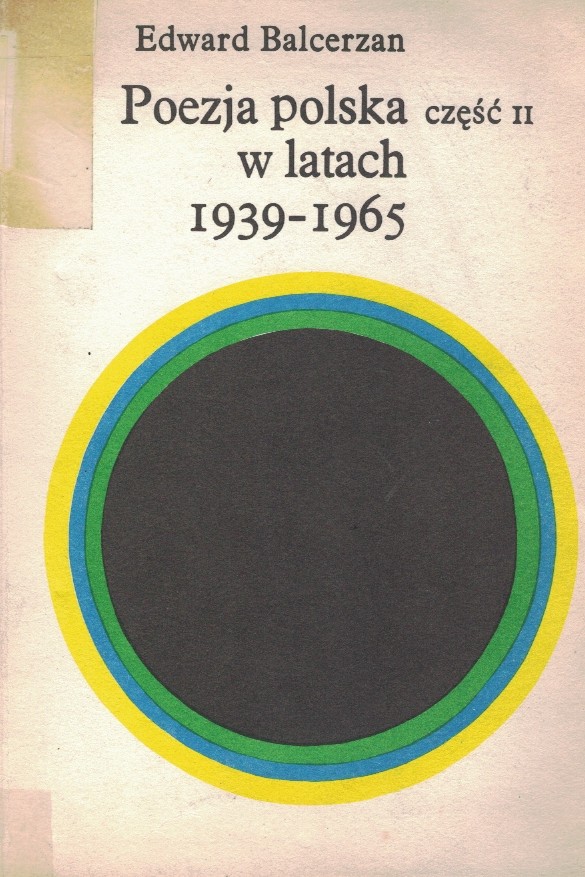 Edward Balcerzan
Poezja polska część II
w latach
1939-1965